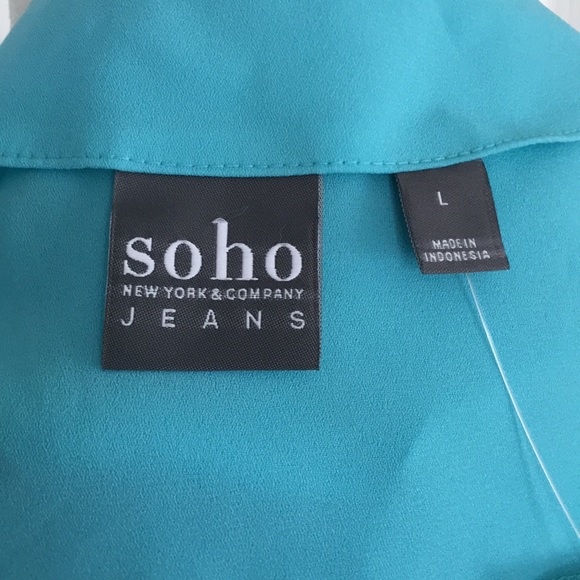 soho
NEW YORK & COMPANY
JEANS
L
MADE IN
INDONESIA